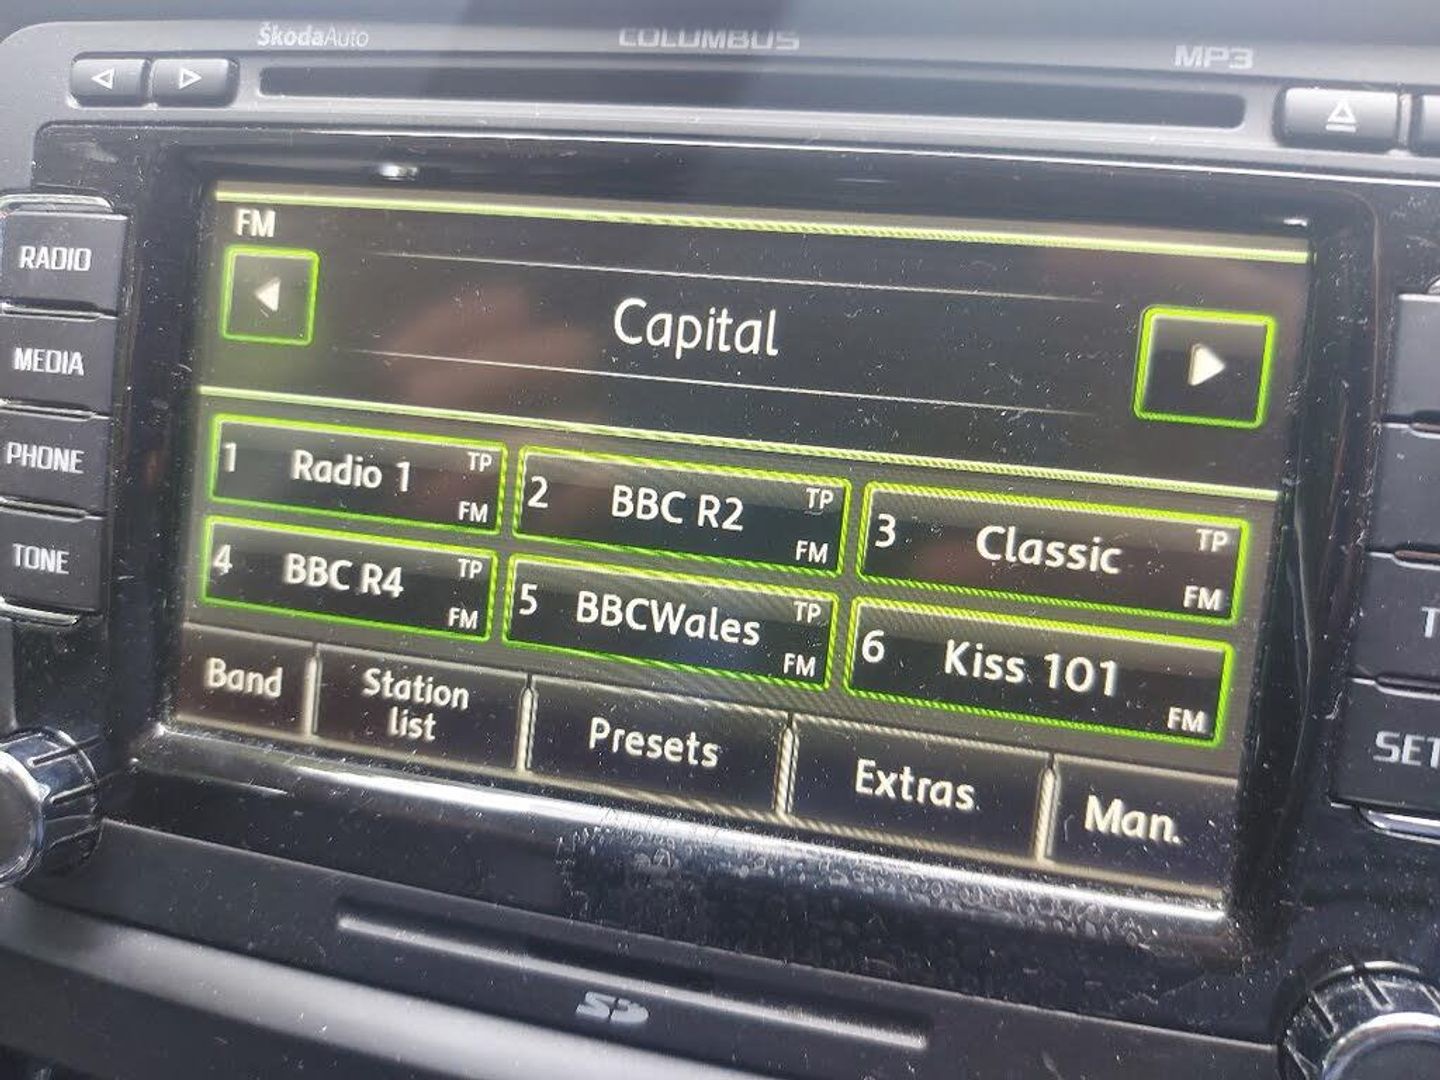 ŠkodaAuto
COLUMBUS
MP3
RADIO
MEDIA
PHONE
TONE
FM
Capital
1 Radio 1 TP FM
2 BBC R2 TP FM
3 Classic TP FM
4 BBC R4 TP FM
5 BBCWales TP FM
6 Kiss 101 FM
Band
Station
list
Presets
Extras
Man.
SD